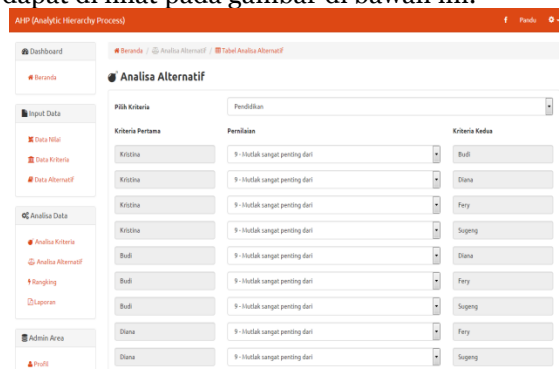 dapat di lihat pada gambar di bawah ini:
AHP (Analytic Hierarchy Process) Pandu
Dashboard
Beranda
Input Data
Data Nilai
Data Kriteria
Data Alternatif
Analisa Data
Analisa Kriteria
Analisa Alternatif
Rangking
Laporan
Admin Area
Profil
Beranda / Analisa Alternatif / Tabel Analisa Alternatif
Analisa Alternatif
Pilih Kriteria Pendidikan
Kriteria Pertama Pernilaian Kriteria Kedua
Kristina 9 - Mutlak sangat penting dari Budi
Kristina 9 - Mutlak sangat penting dari Diana
Kristina 9 - Mutlak sangat penting dari Fery
Kristina 9 - Mutlak sangat penting dari Sugeng
Budi 9 - Mutlak sangat penting dari Diana
Budi 9 - Mutlak sangat penting dari Fery
Budi 9 - Mutlak sangat penting dari Sugeng
Diana 9 - Mutlak sangat penting dari Fery
Diana 9 - Mutlak sangat penting dari Sugeng